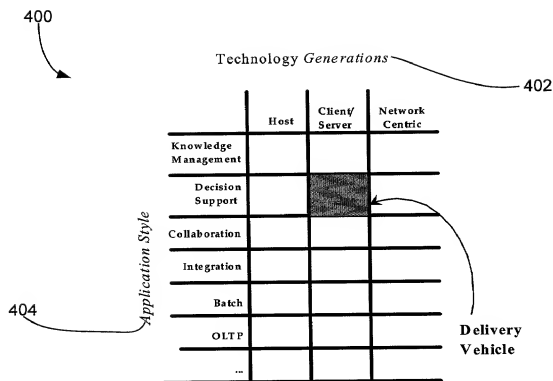 400
Technology Generations
402
Host
Client/
Server
Network
Centric
Knowledge
Management
Decision
Support
Collaboration
Integration
Batch
OLTP
...
Application Style
404
Delivery
Vehicle